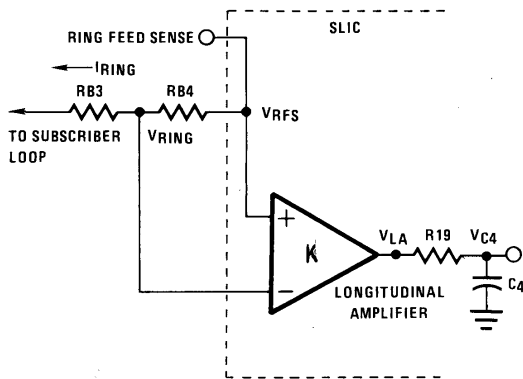 SLIC
RING FEED SENSE
IRING
RB3
RB4
VRFS
TO SUBSCRIBER
LOOP
VRING
+
K
−
VLA
R19
VC4
C4
LONGITUDINAL
AMPLIFIER